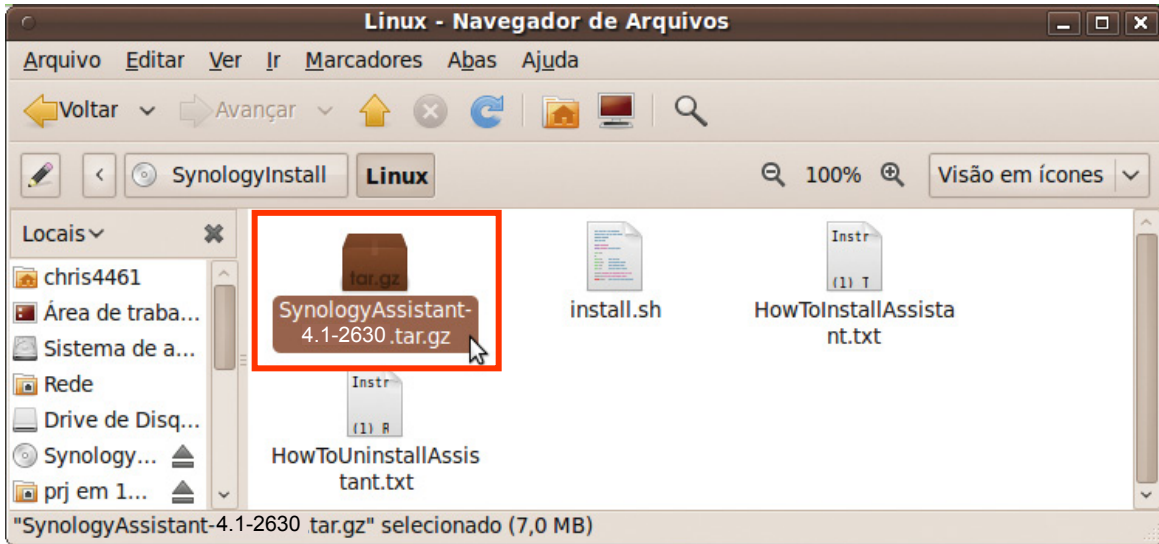 Linux - Navegador de Arquivos
Arquivo Editar Ver Ir Marcadores Abas Ajuda
Voltar Avançar
SynologyInstall Linux 100% Visão em ícones
Locais
chris4461
Área de traba...
Sistema de a...
Rede
Drive de Disq...
Synology...
prj em 1...
tar.gz
SynologyAssistant-
4.1-2630 .tar.gz
install.sh
Instr
(1) T
HowToInstallAssista
nt.txt
Instr
(1) R
HowToUninstallAssis
tant.txt
"SynologyAssistant-4.1-2630 .tar.gz" selecionado (7,0 MB)